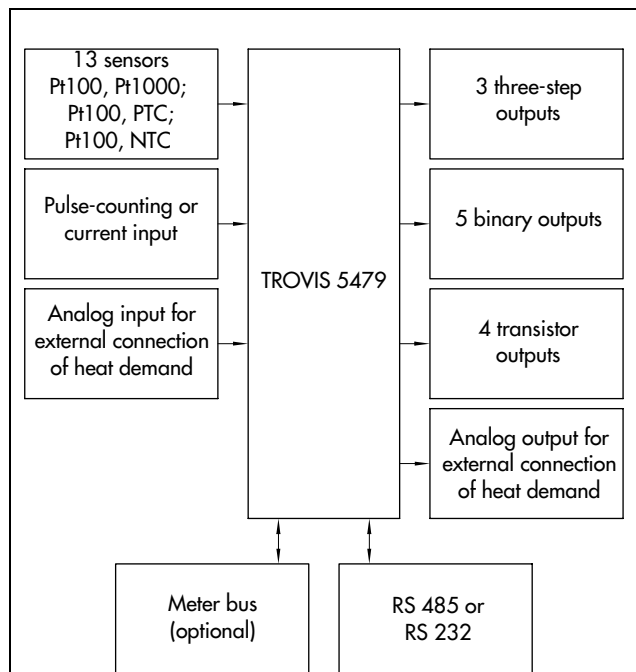 13 sensors
Pt100, Pt1000;
Pt100, PTC;
Pt100, NTC
Pulse-counting or
current input
Analog input for
external connection
of heat demand
TROVIS 5479
3 three-step
outputs
5 binary outputs
4 transistor
outputs
Analog output for
external connection
of heat demand
Meter bus
(optional)
RS 485 or
RS 232